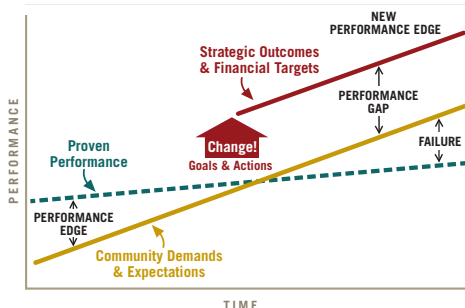 NEW
PERFORMANCE EDGE
Strategic Outcomes
& Financial Targets
PERFORMANCE
GAP
Change!
Goals & Actions
FAILURE
Proven
Performance
PERFORMANCE
EDGE
Community Demands
& Expectations
PERFORMANCE
TIME